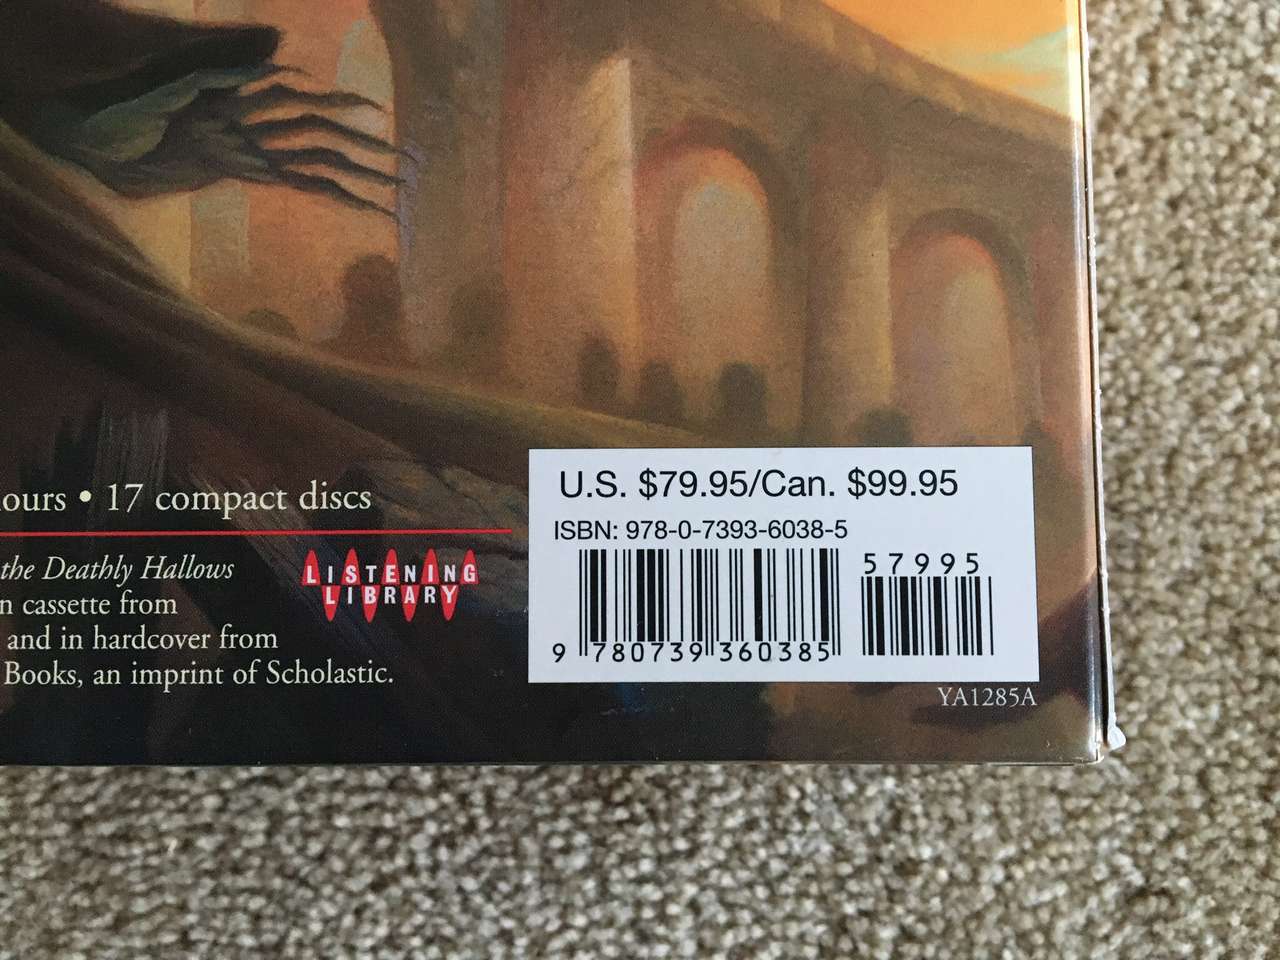 ours • 17 compact discs
the Deathly Hallows
n cassette from
and in hardcover from
Books, an imprint of Scholastic.
LISTENING
LIBRARY
U.S. $79.95/Can. $99.95
ISBN: 978-0-7393-6038-5
57995
9 780739 360385
YA1285A